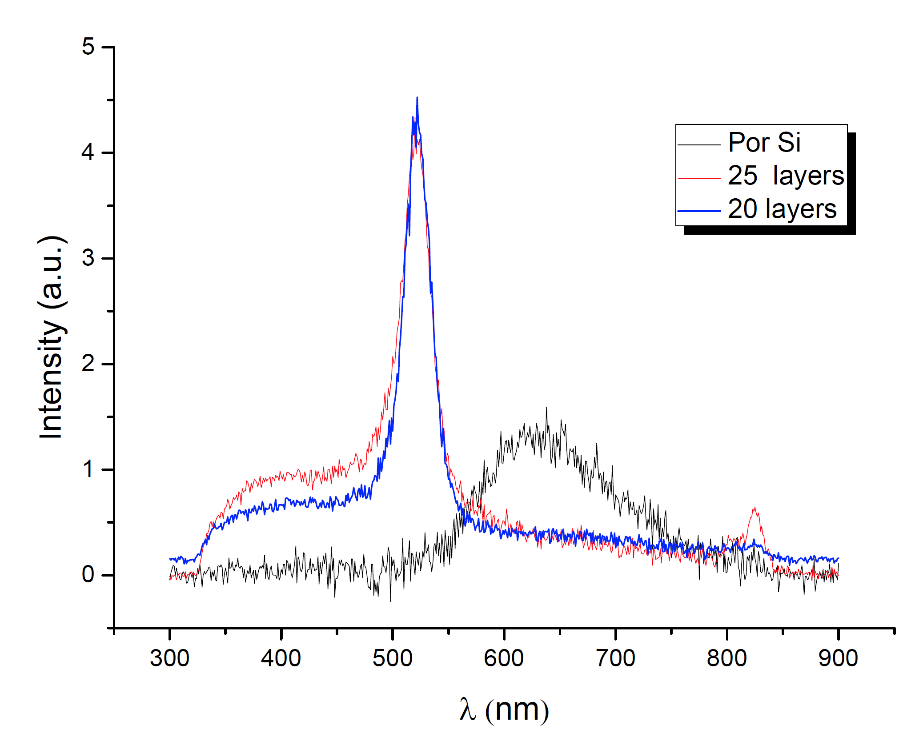 5
4
3
2
1
0
Intensity (a.u.)
Por Si
25 layers
20 layers
300 400 500 600 700 800 900
λ (nm)